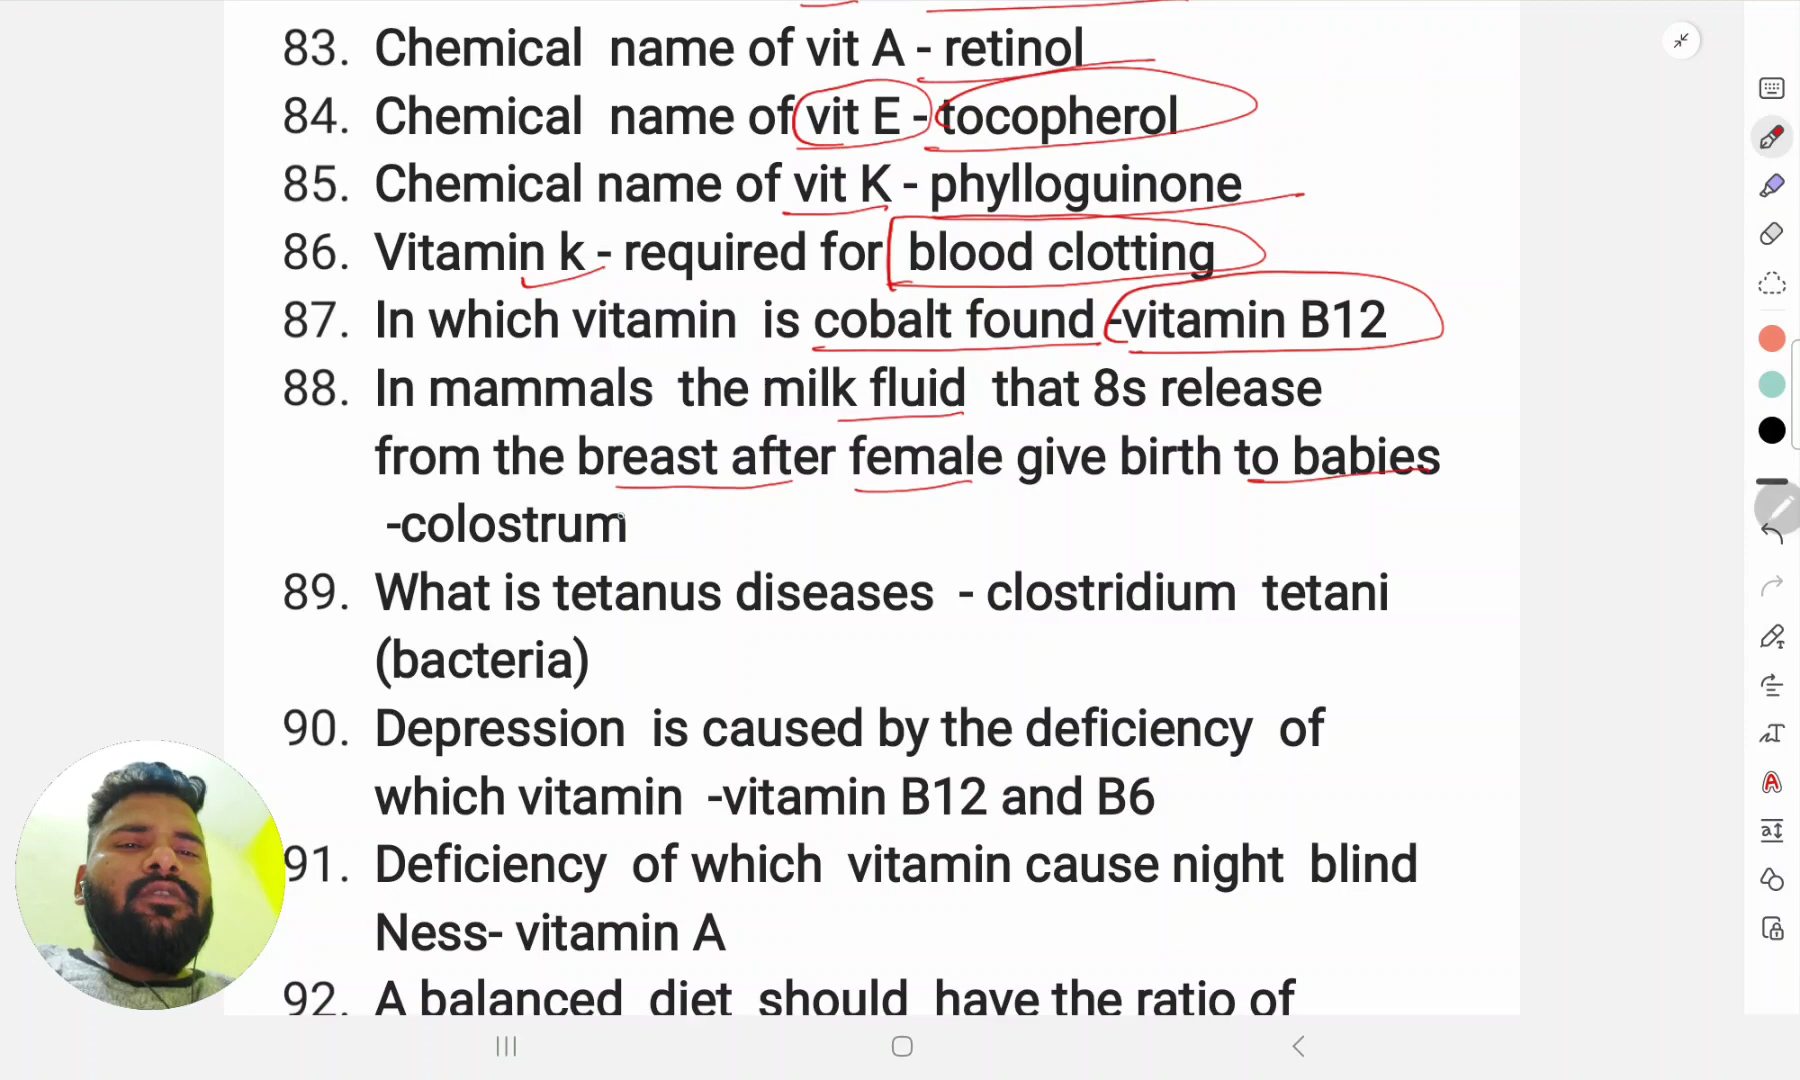 83. Chemical name of vit A - retinol
84. Chemical name of vit E - tocopherol
85. Chemical name of vit K - phylloguinone
86. Vitamin k - required for blood clotting
87. In which vitamin is cobalt found -vitamin B12
88. In mammals the milk fluid that 8s release
from the breast after female give birth to babies
-colostrum
89. What is tetanus diseases - clostridium tetani
(bacteria)
90. Depression is caused by the deficiency of
which vitamin -vitamin B12 and B6
91. Deficiency of which vitamin cause night blind
Ness- vitamin A
92. A balanced diet should have the ratio of